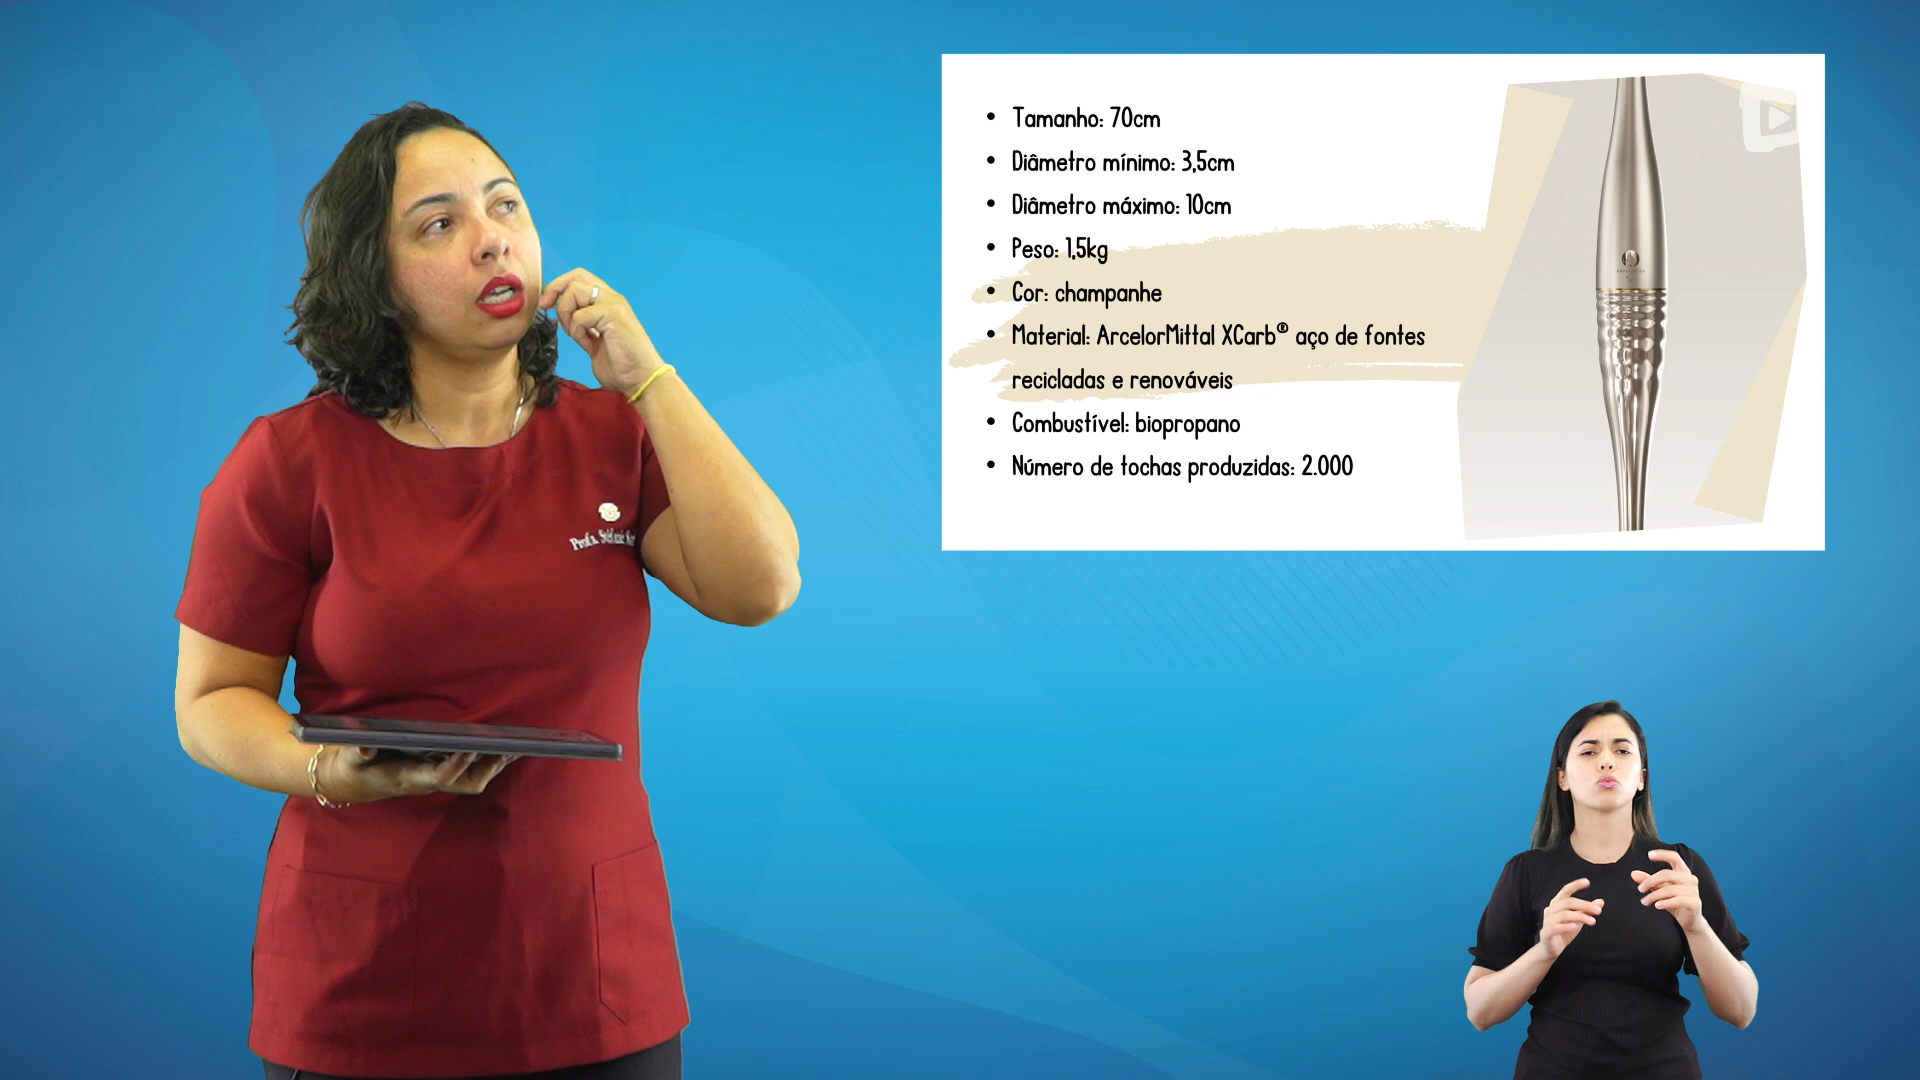 • Tamanho: 70cm
• Diâmetro mínimo: 3,5cm
• Diâmetro máximo: 10cm
• Peso: 1,5kg
• Cor: champanhe
• Material: ArcelorMittal XCarb® aço de fontes
recicladas e renováveis
• Combustível: biopropano
• Número de tochas produzidas: 2.000
Profa.